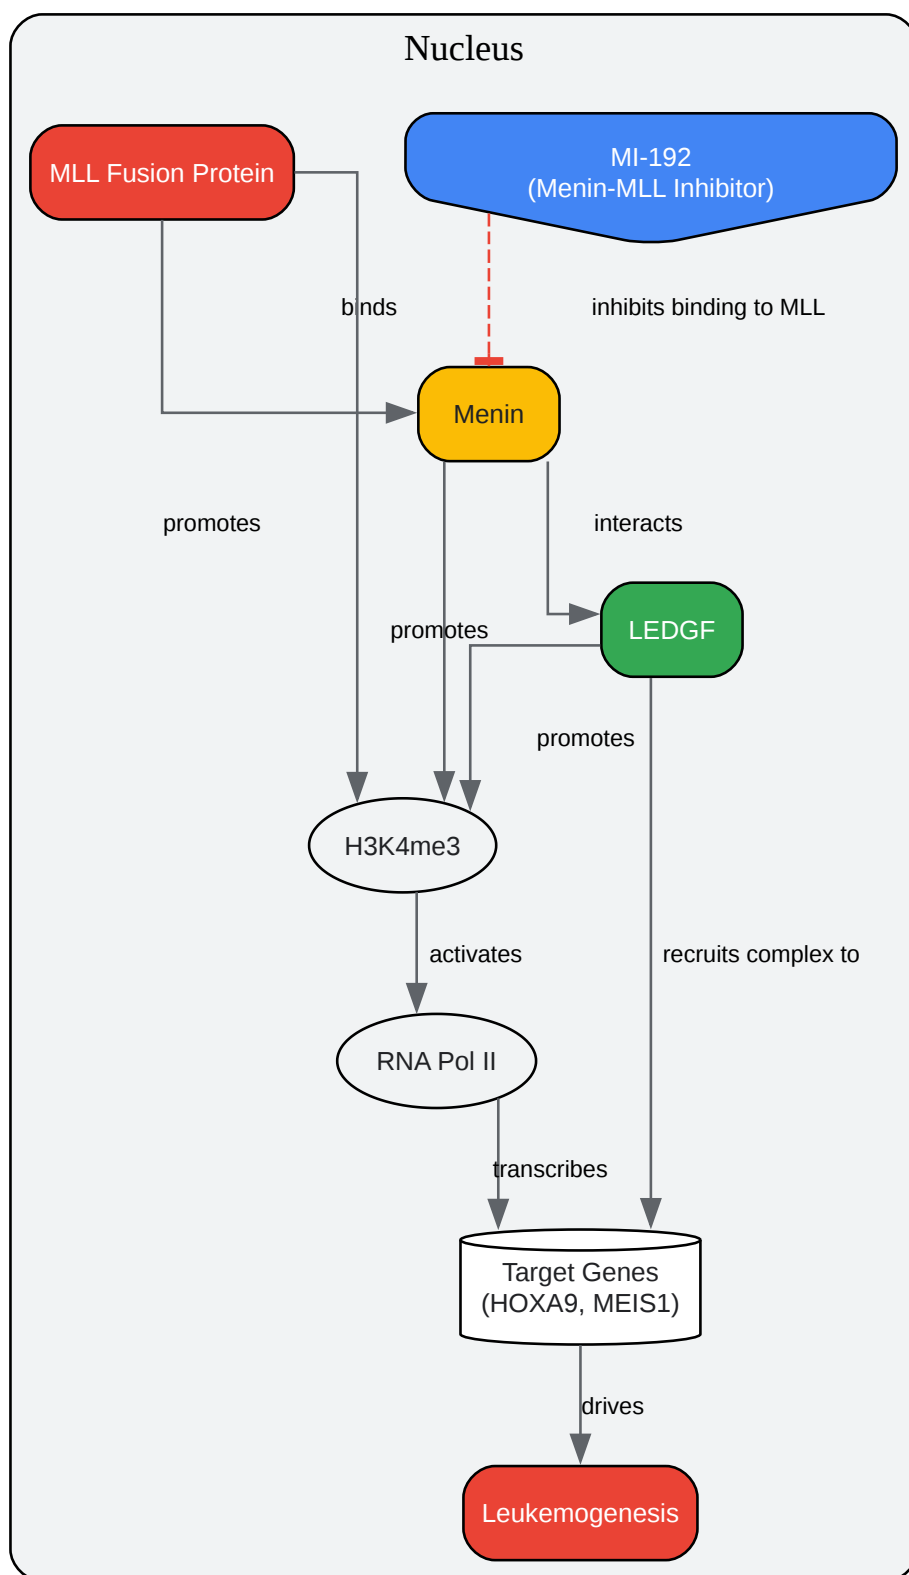 Nucleus
MLL Fusion Protein
MI-192
(Menin-MLL Inhibitor)
binds
inhibits binding to MLL
Menin
promotes
interacts
promotes
LEDGF
promotes
H3K4me3
activates
recruits complex to
RNA Pol II
transcribes
Target Genes
(HOXA9, MEIS1)
drives
Leukemogenesis